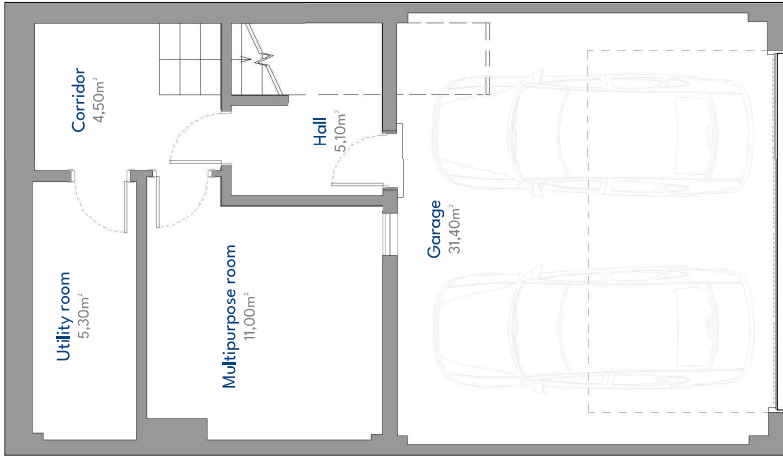 Corridor
4,50m²
Hall
5,10m²
Garage
31,40m²
Utility room
5,30m²
Multipurpose room
11,00m²